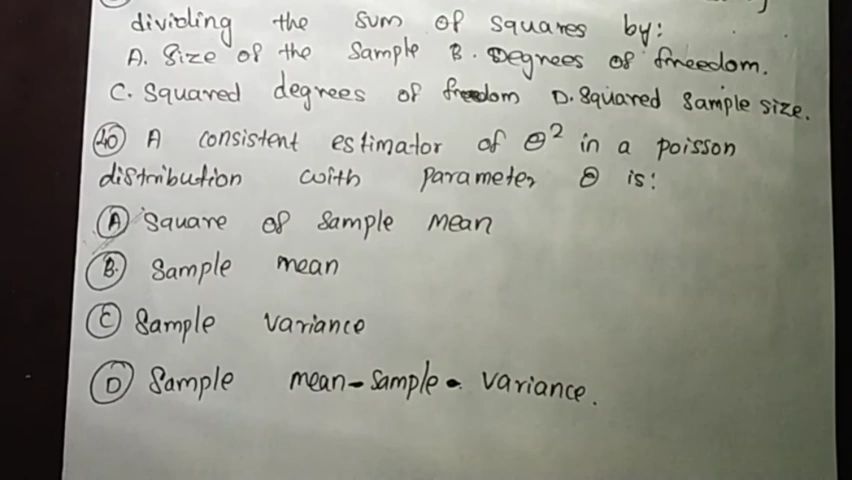 dividing the sum of squares by:
A. Size of the Sample B. Degrees of freedom.
C. Squared degrees of freedom D. Squared Sample size.
40 A consistent estimator of θ² in a poisson
distribution with parameter θ is:
A Square of Sample Mean
B. Sample mean
C Sample variance
D Sample mean - Sample - variance.